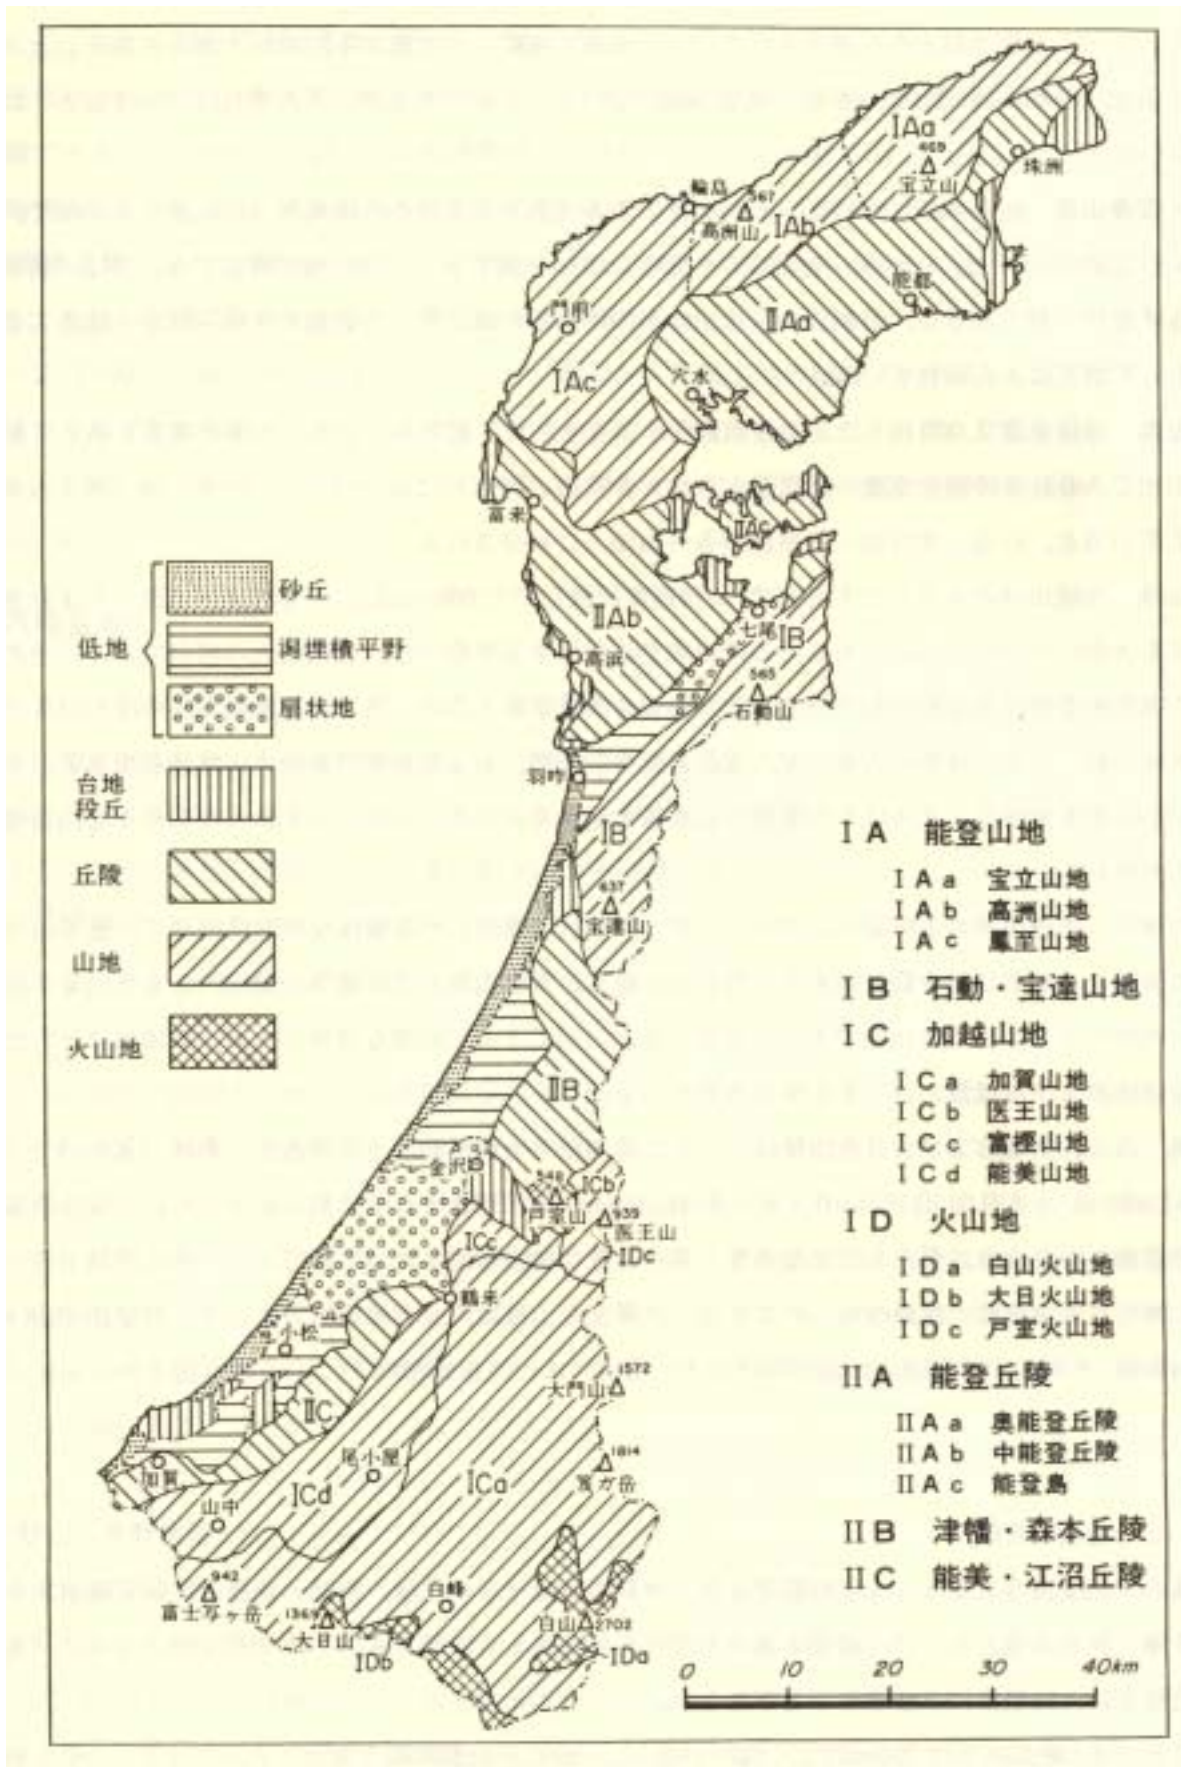 IAa
469
宝立山
珠洲
輪島
567
高洲山
IAb
能都
門前
IIAa
IAc
穴水
富来
IIAc
砂丘
低地
潟埋積平野
扇状地
IIAb
七尾
IB
高浜
565
石動山
羽咋
台地
段丘
IB
丘陵
637
宝達山
山地
火山地
IIB
金沢
548
戸室山
ICb
939
医王山
ICc
IDc
鶴来
小松
1572
大門山
IIC
尾小屋
1814
加賀
ICa
ICd
山中
942
富士写ヶ岳
白峰
1369
大日山
白山
2702
IDb
IDa
IA 能登山地
IAa 宝立山地
IAb 高洲山地
IAc 鳳至山地
IB 石動・宝達山地
IC 加越山地
ICa 加賀山地
ICb 医王山地
ICc 富樫山地
ICd 能美山地
ID 火山地
IDa 白山火山地
IDb 大日火山地
IDc 戸室火山地
IIA 能登丘陵
IIAa 奥能登丘陵
IIAb 中能登丘陵
IIAc 能登島
IIB 津幡・森本丘陵
IIC 能美・江沼丘陵
0 10 20 30 40km